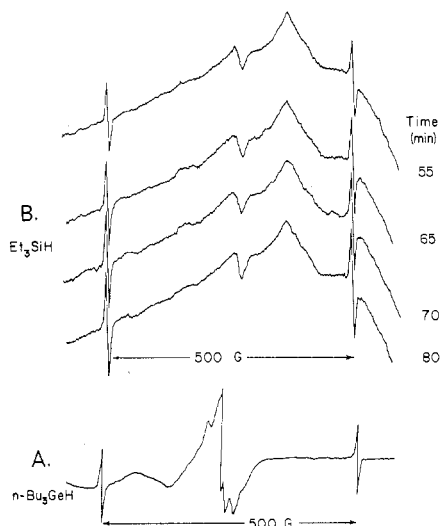 Time
(min)
55
B.
Et₃SiH
65
70
80
500 G
A.
n-Bu₃GeH
500 G